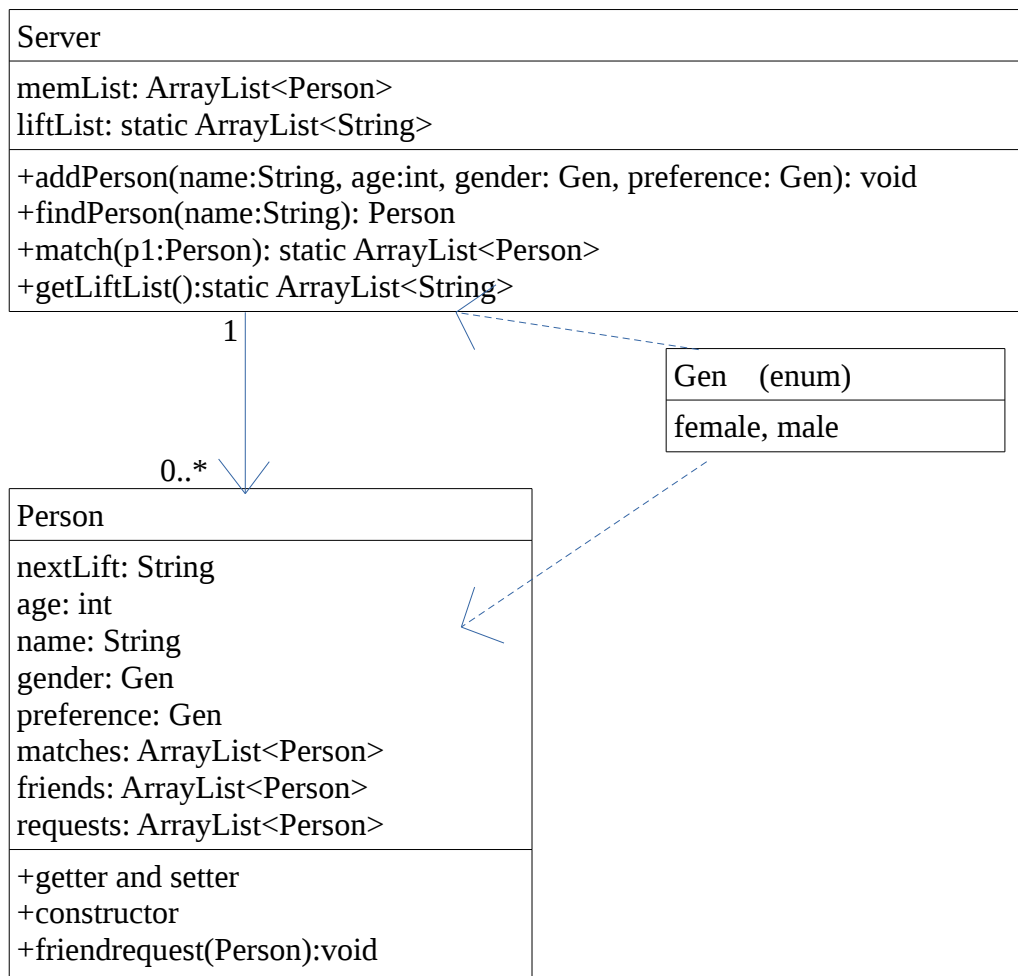 Server
memList: ArrayList<Person>
liftList: static ArrayList<String>
+addPerson(name:String, age:int, gender: Gen, preference: Gen): void
+findPerson(name:String): Person
+match(p1:Person): static ArrayList<Person>
+getLiftList():static ArrayList<String>
1
Gen (enum)
female, male
0..*
Person
nextLift: String
age: int
name: String
gender: Gen
preference: Gen
matches: ArrayList<Person>
friends: ArrayList<Person>
requests: ArrayList<Person>
+getter and setter
+constructor
+friendrequest(Person):void